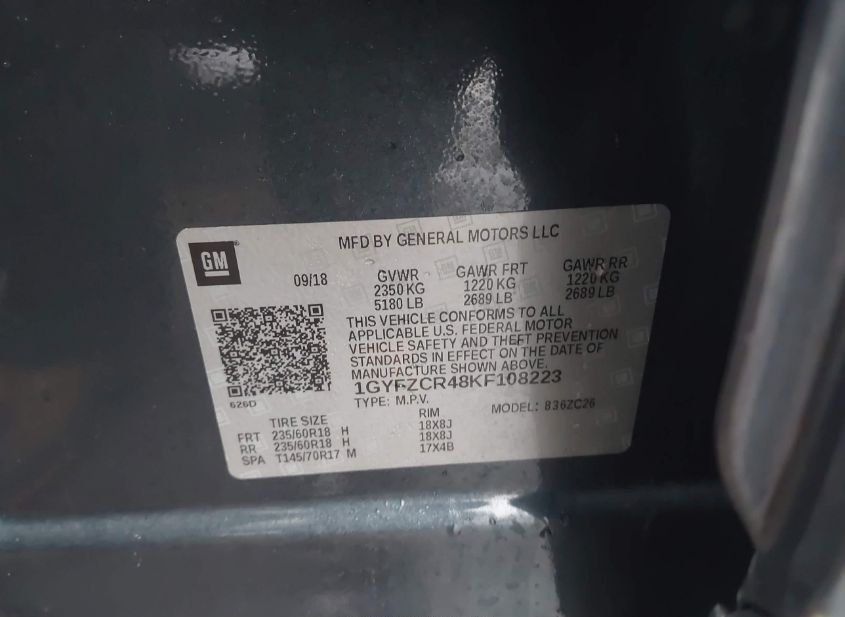 GM
MFD BY GENERAL MOTORS LLC
09/18
GVWR
2350 KG
5180 LB
GAWR FRT
1220 KG
2689 LB
GAWR RR
1220 KG
2689 LB
THIS VEHICLE CONFORMS TO ALL
APPLICABLE U.S. FEDERAL MOTOR
VEHICLE SAFETY AND THEFT PREVENTION
STANDARDS IN EFFECT ON THE DATE OF
MANUFACTURE SHOWN ABOVE.
1GYFZCR48KF108223
626D
TYPE: M.P.V.
MODEL: 836ZC26
TIRE SIZE
RIM
FRT 235/60R18 H 18X8J
RR 235/60R18 H 18X8J
SPA T145/70R17 M 17X4B